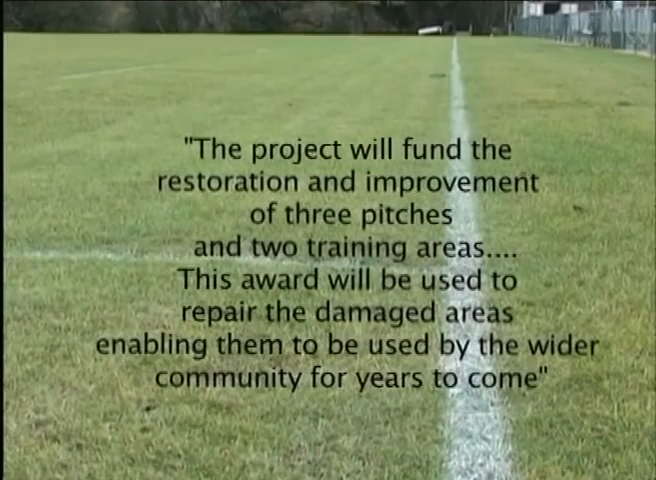 "The project will fund the
restoration and improvement
of three pitches
and two training areas....
This award will be used to
repair the damaged areas
enabling them to be used by the wider
community for years to come"